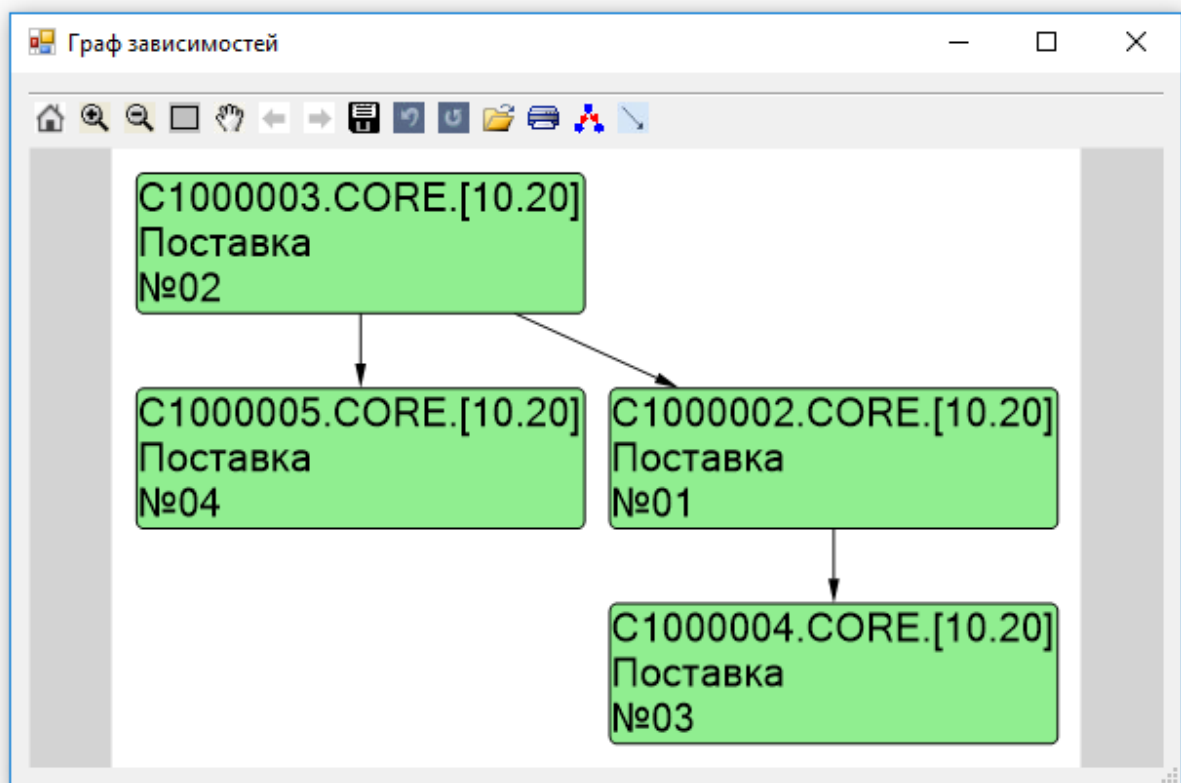 Граф зависимостей
C1000003.CORE.[10.20]
Поставка
№02
C1000005.CORE.[10.20]
Поставка
№04
C1000002.CORE.[10.20]
Поставка
№01
C1000004.CORE.[10.20]
Поставка
№03